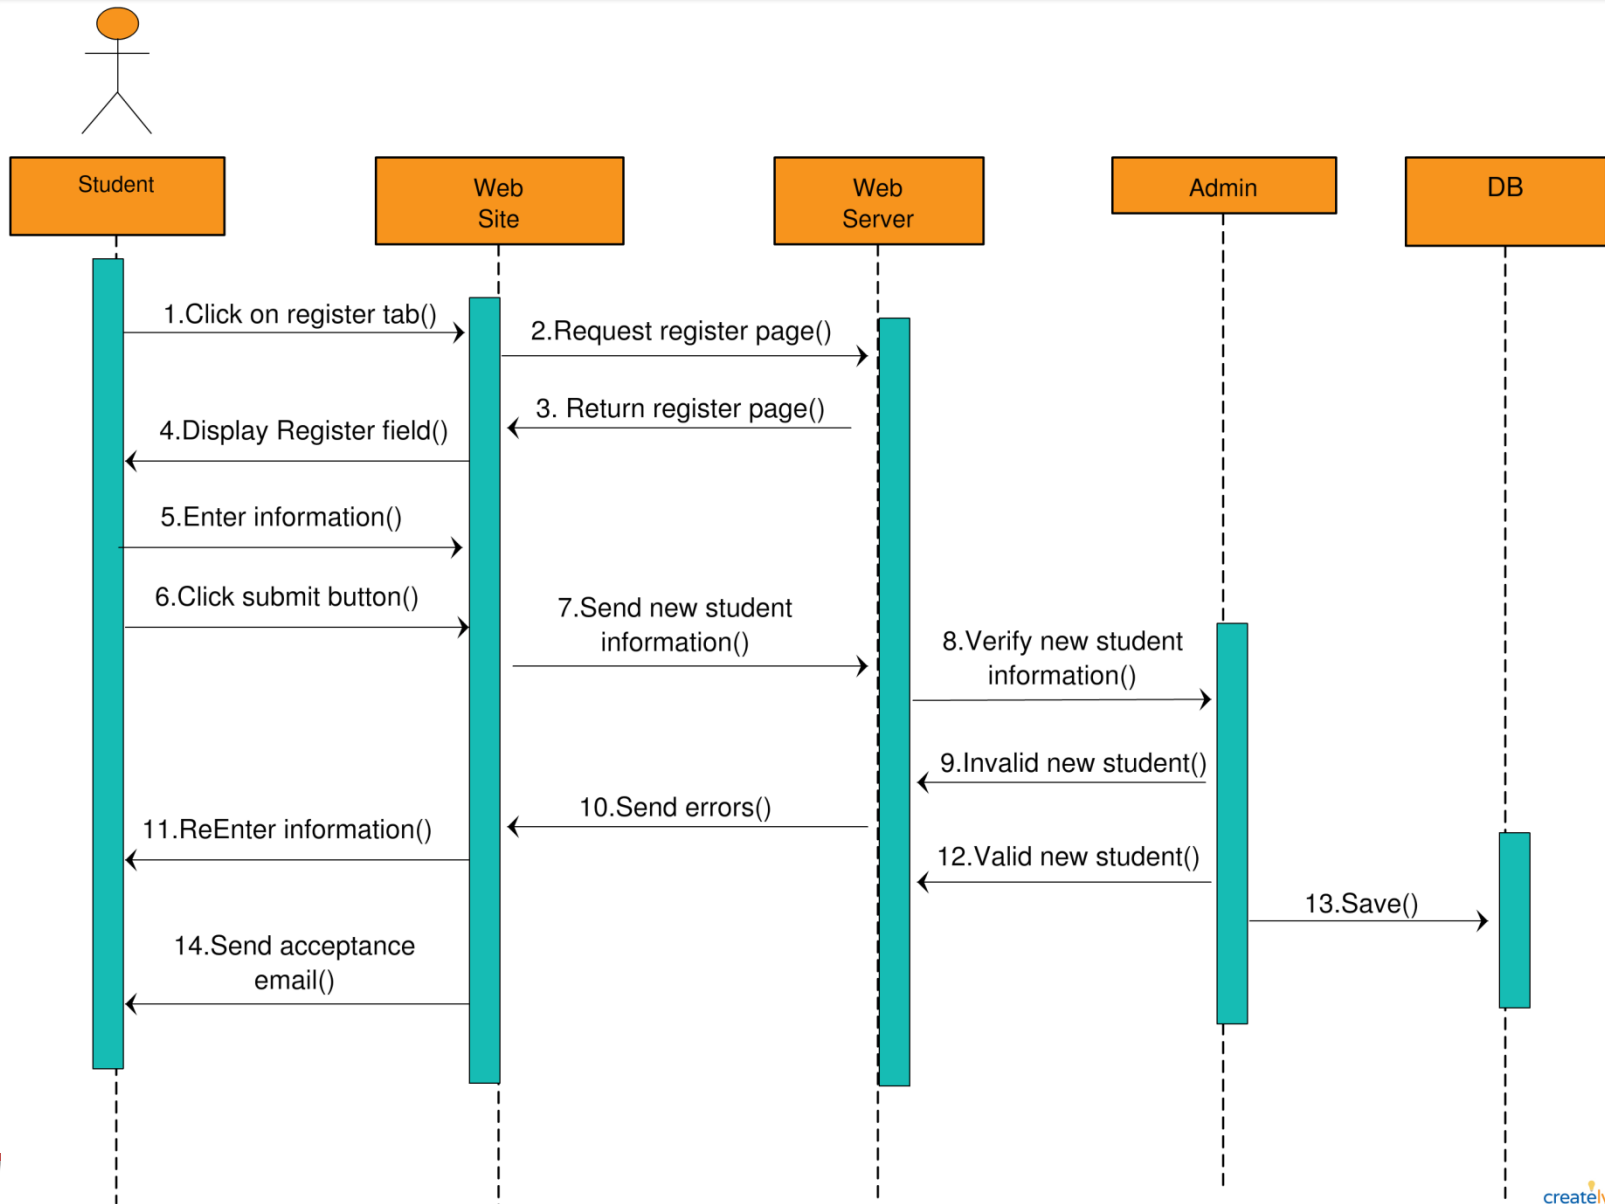 Student
Web
Site
Web
Server
Admin
DB
1.Click on register tab()
2.Request register page()
3. Return register page()
4.Display Register field()
5.Enter information()
6.Click submit button()
7.Send new student
information()
8.Verify new student
information()
9.Invalid new student()
10.Send errors()
11.ReEnter information()
12.Valid new student()
13.Save()
14.Send acceptance
email()
create